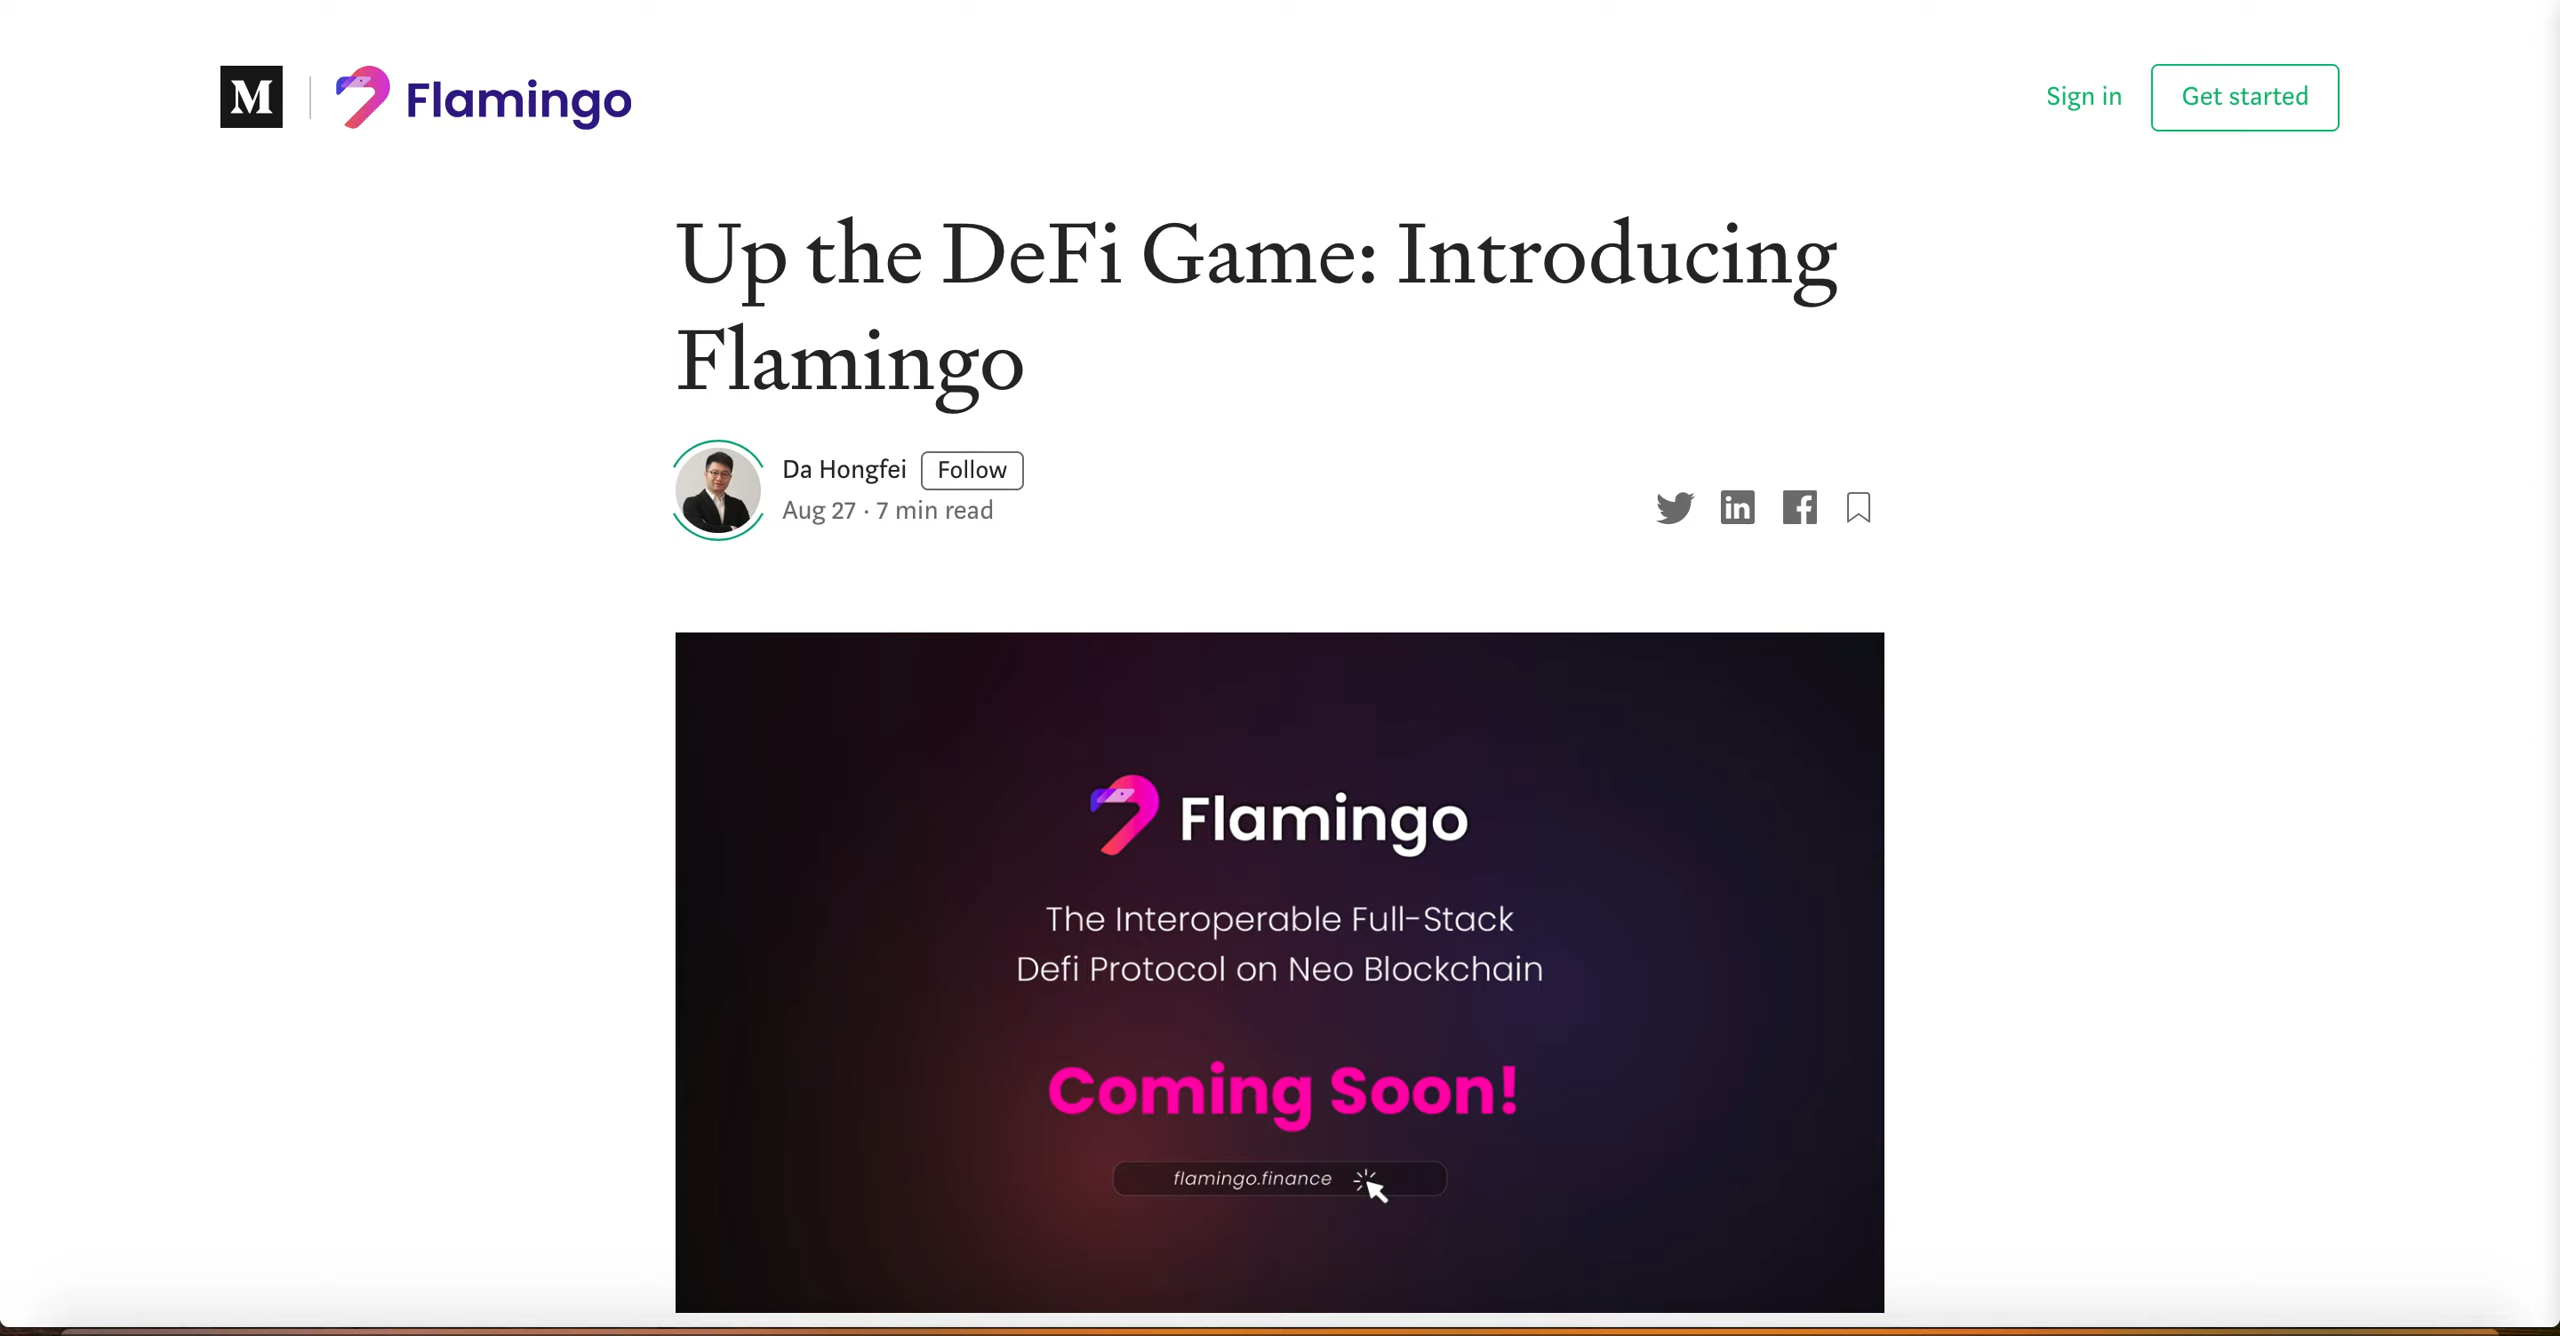 M
Flamingo
Sign in
Get started
Up the DeFi Game: Introducing
Flamingo
Da Hongfei
Follow
Aug 27 · 7 min read
in
f
Flamingo
The Interoperable Full-Stack
Defi Protocol on Neo Blockchain
Coming Soon!
flamingo.finance